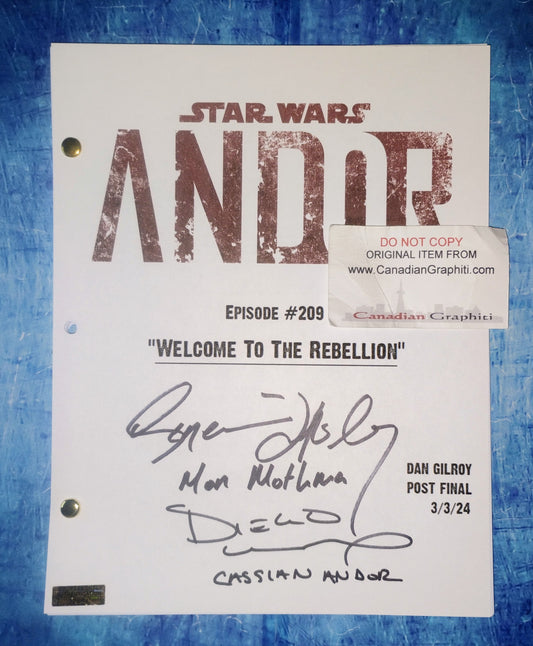 STAR WARS
ANDOR
DO NOT COPY
ORIGINAL ITEM FROM
www.CanadianGraphiti.com
Canadian Graphiti
EPISODE #209
"WELCOME TO THE REBELLION"
Mon Mothma
DAN GILROY
POST FINAL
3/3/24
DIEGO
CASSIAN ANDOR